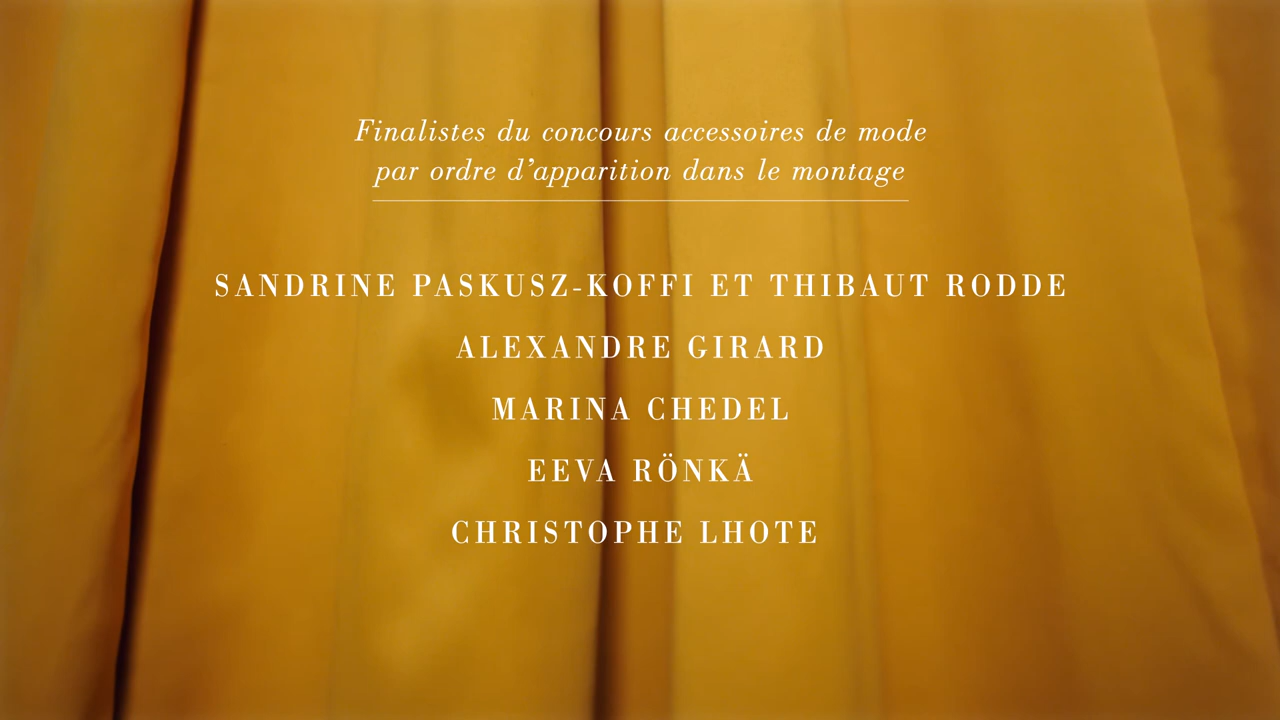 Finalistes du concours accessoires de mode
par ordre d’apparition dans le montage
SANDRINE PASKUSZ-KOFFI ET THIBAUT RODDE
ALEXANDRE GIRARD
MARINA CHEDEL
EEVA RÖNKÄ
CHRISTOPHE LHOTE